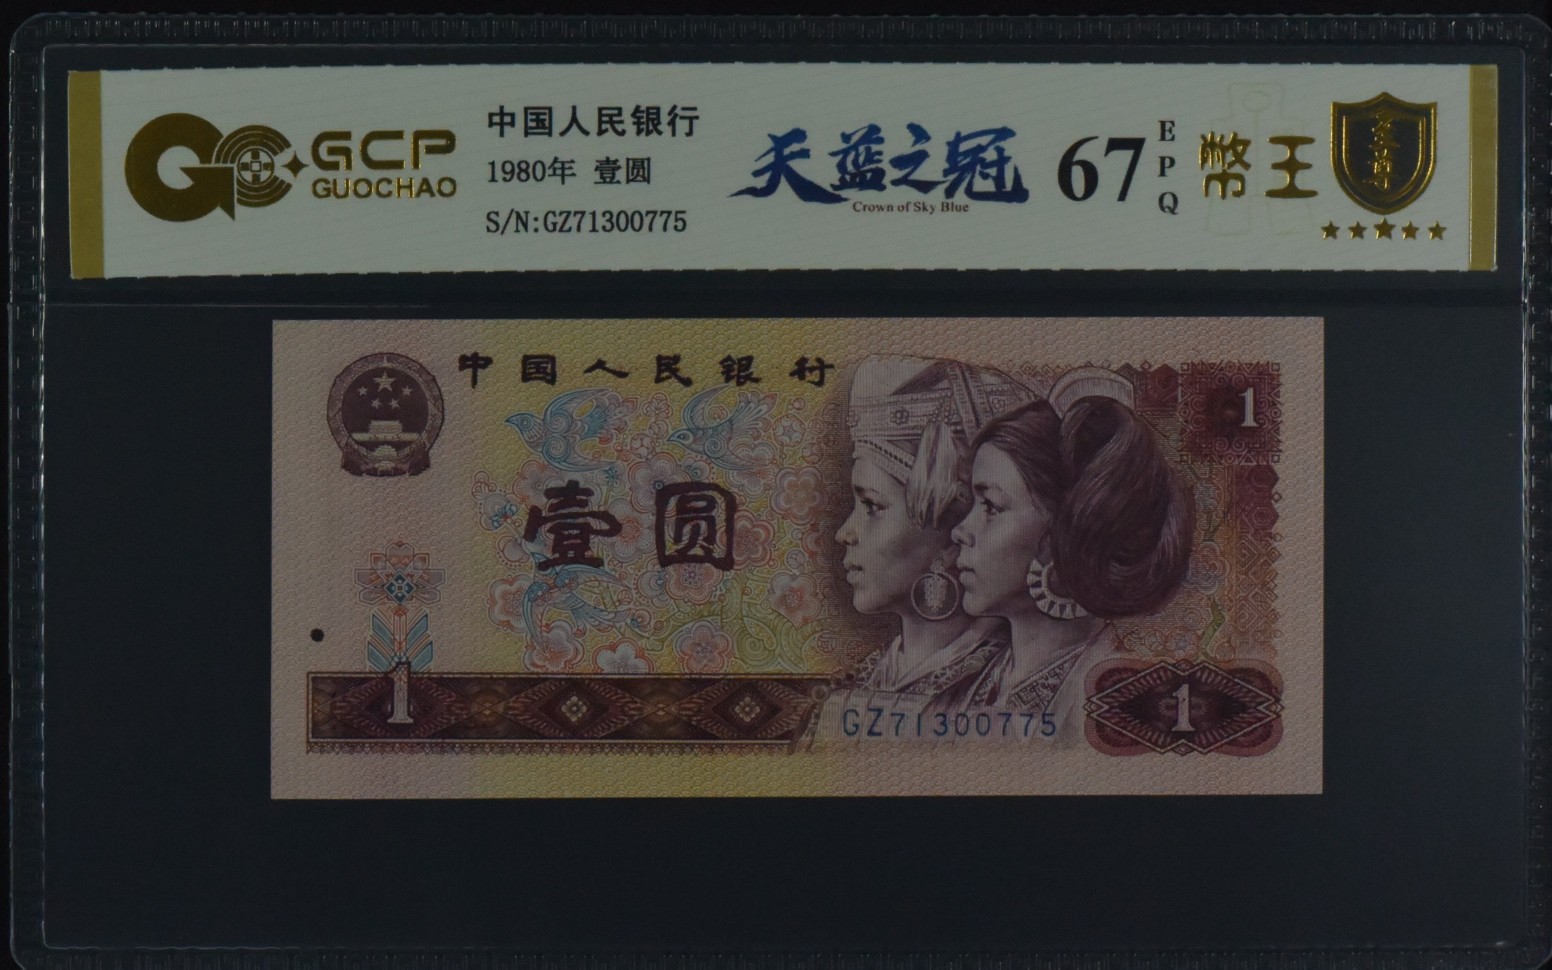 GCP
GUOCHAO
中国人民银行
1980年 壹圆
S/N:GZ71300775
天蓝之冠
Crown of Sky Blue
67
EPQ
幣王
中国人民银行
1
壹圆
1
GZ71300775
1